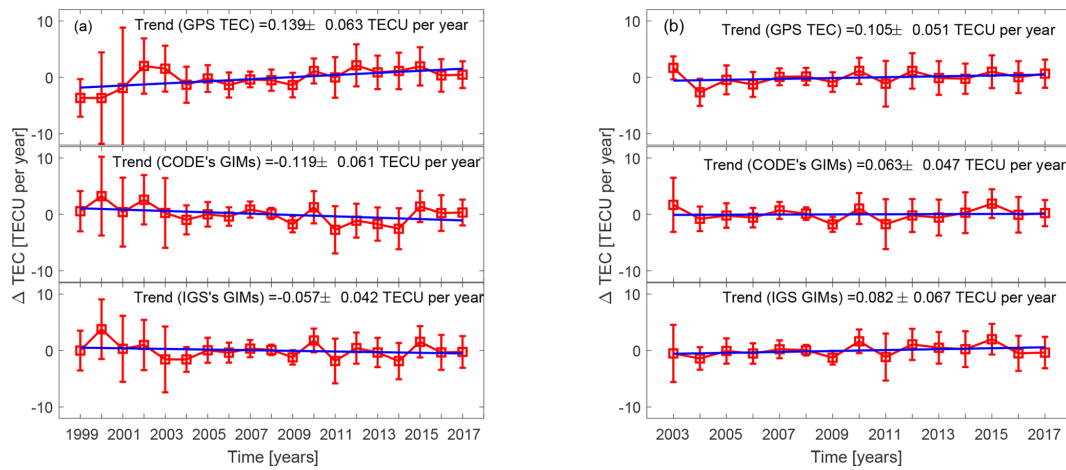 (a)
Trend (GPS TEC) =0.139± 0.063 TECU per year
10
0
-10
Trend (CODE's GIMs) =-0.119± 0.061 TECU per year
10
0
-10
Trend (IGS's GIMs) =-0.057± 0.042 TECU per year
10
0
-10
Δ TEC [TECU per year]
1999 2001 2003 2005 2007 2009 2011 2013 2015 2017
Time [years]
(b)
Trend (GPS TEC) =0.105± 0.051 TECU per year
10
0
-10
Trend (CODE's GIMs) =0.063± 0.047 TECU per year
10
0
-10
Trend (IGS GIMs) =0.082 ± 0.067 TECU per year
10
0
-10
Δ TEC [TECU per year]
2003 2005 2007 2009 2011 2013 2015 2017
Time [years]